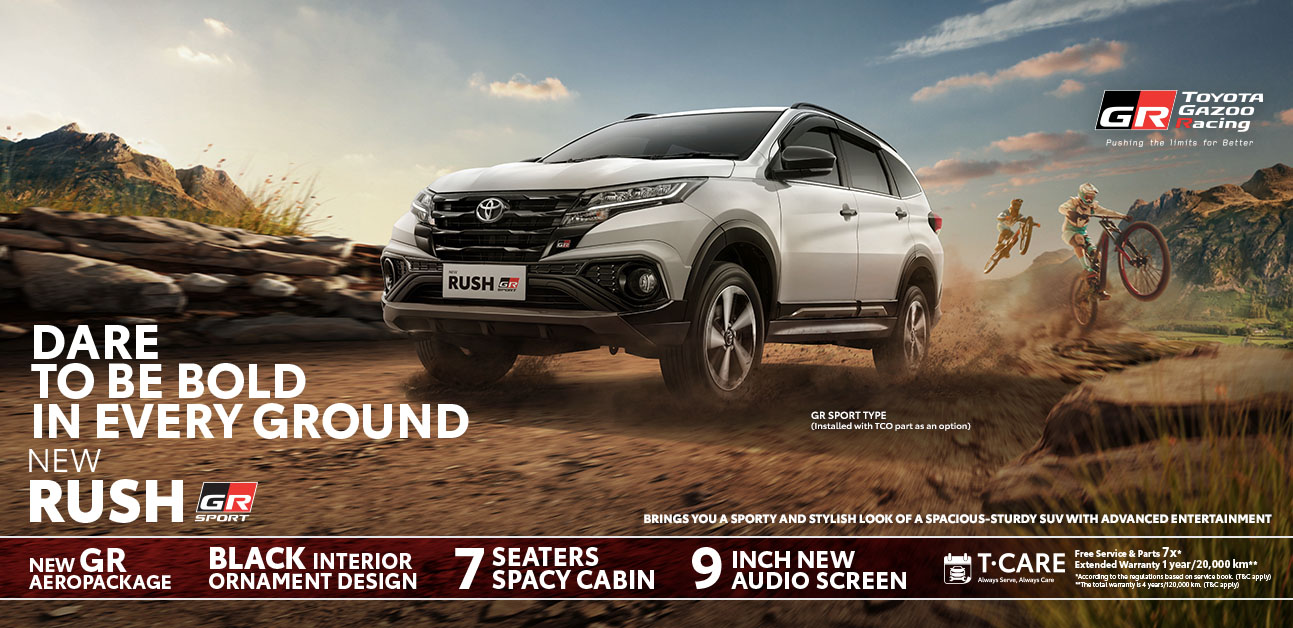 GR TOYOTA
GAZOO
Racing
Pushing the limits for Better
NEW
RUSH GR
SPORT
GR
DARE
TO BE BOLD
IN EVERY GROUND
NEW
RUSH GR
SPORT
GR SPORT TYPE
(Installed with TCO part as an option)
BRINGS YOU A SPORTY AND STYLISH LOOK OF A SPACIOUS-STURDY SUV WITH ADVANCED ENTERTAINMENT
NEW GR
AEROPACKAGE
BLACK INTERIOR
ORNAMENT DESIGN
7 SEATERS
SPACY CABIN
9 INCH NEW
AUDIO SCREEN
T·CARE
Always Serve, Always Care
Free Service & Parts 7x*
Extended Warranty 1 year/20,000 km**
*According to the regulations based on service book. (T&C apply)
**The total warranty is 4 years/120,000 km. (T&C apply)